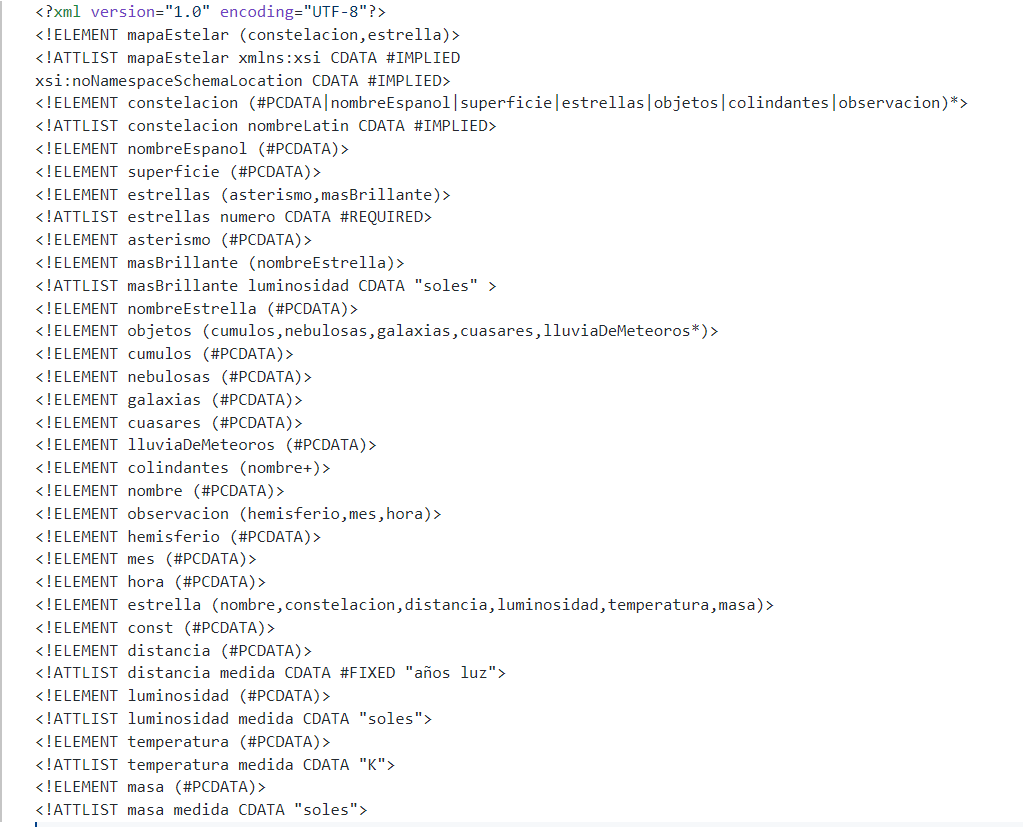 <?xml version="1.0" encoding="UTF-8"?>
<!ELEMENT mapaEstelar (constelacion,estrella)>
<!ATTLIST mapaEstelar xmlns:xsi CDATA #IMPLIED
xsi:noNamespaceSchemaLocation CDATA #IMPLIED>
<!ELEMENT constelacion (#PCDATA|nombreEspanol|superficie|estrellas|objetos|colindantes|observacion)*>
<!ATTLIST constelacion nombreLatin CDATA #IMPLIED>
<!ELEMENT nombreEspanol (#PCDATA)>
<!ELEMENT superficie (#PCDATA)>
<!ELEMENT estrellas (asterismo,masBrillante)>
<!ATTLIST estrellas numero CDATA #REQUIRED>
<!ELEMENT asterismo (#PCDATA)>
<!ELEMENT masBrillante (nombreEstrella)>
<!ATTLIST masBrillante luminosidad CDATA "soles" >
<!ELEMENT nombreEstrella (#PCDATA)>
<!ELEMENT objetos (cumulos,nebulosas,galaxias,cuasares,lluviaDeMeteoros*)>
<!ELEMENT cumulos (#PCDATA)>
<!ELEMENT nebulosas (#PCDATA)>
<!ELEMENT galaxias (#PCDATA)>
<!ELEMENT cuasares (#PCDATA)>
<!ELEMENT lluviaDeMeteoros (#PCDATA)>
<!ELEMENT colindantes (nombre+)>
<!ELEMENT nombre (#PCDATA)>
<!ELEMENT observacion (hemisferio,mes,hora)>
<!ELEMENT hemisferio (#PCDATA)>
<!ELEMENT mes (#PCDATA)>
<!ELEMENT hora (#PCDATA)>
<!ELEMENT estrella (nombre,constelacion,distancia,luminosidad,temperatura,masa)>
<!ELEMENT const (#PCDATA)>
<!ELEMENT distancia (#PCDATA)>
<!ATTLIST distancia medida CDATA #FIXED "años luz">
<!ELEMENT luminosidad (#PCDATA)>
<!ATTLIST luminosidad medida CDATA "soles">
<!ELEMENT temperatura (#PCDATA)>
<!ATTLIST temperatura medida CDATA "K">
<!ELEMENT masa (#PCDATA)>
<!ATTLIST masa medida CDATA "soles">